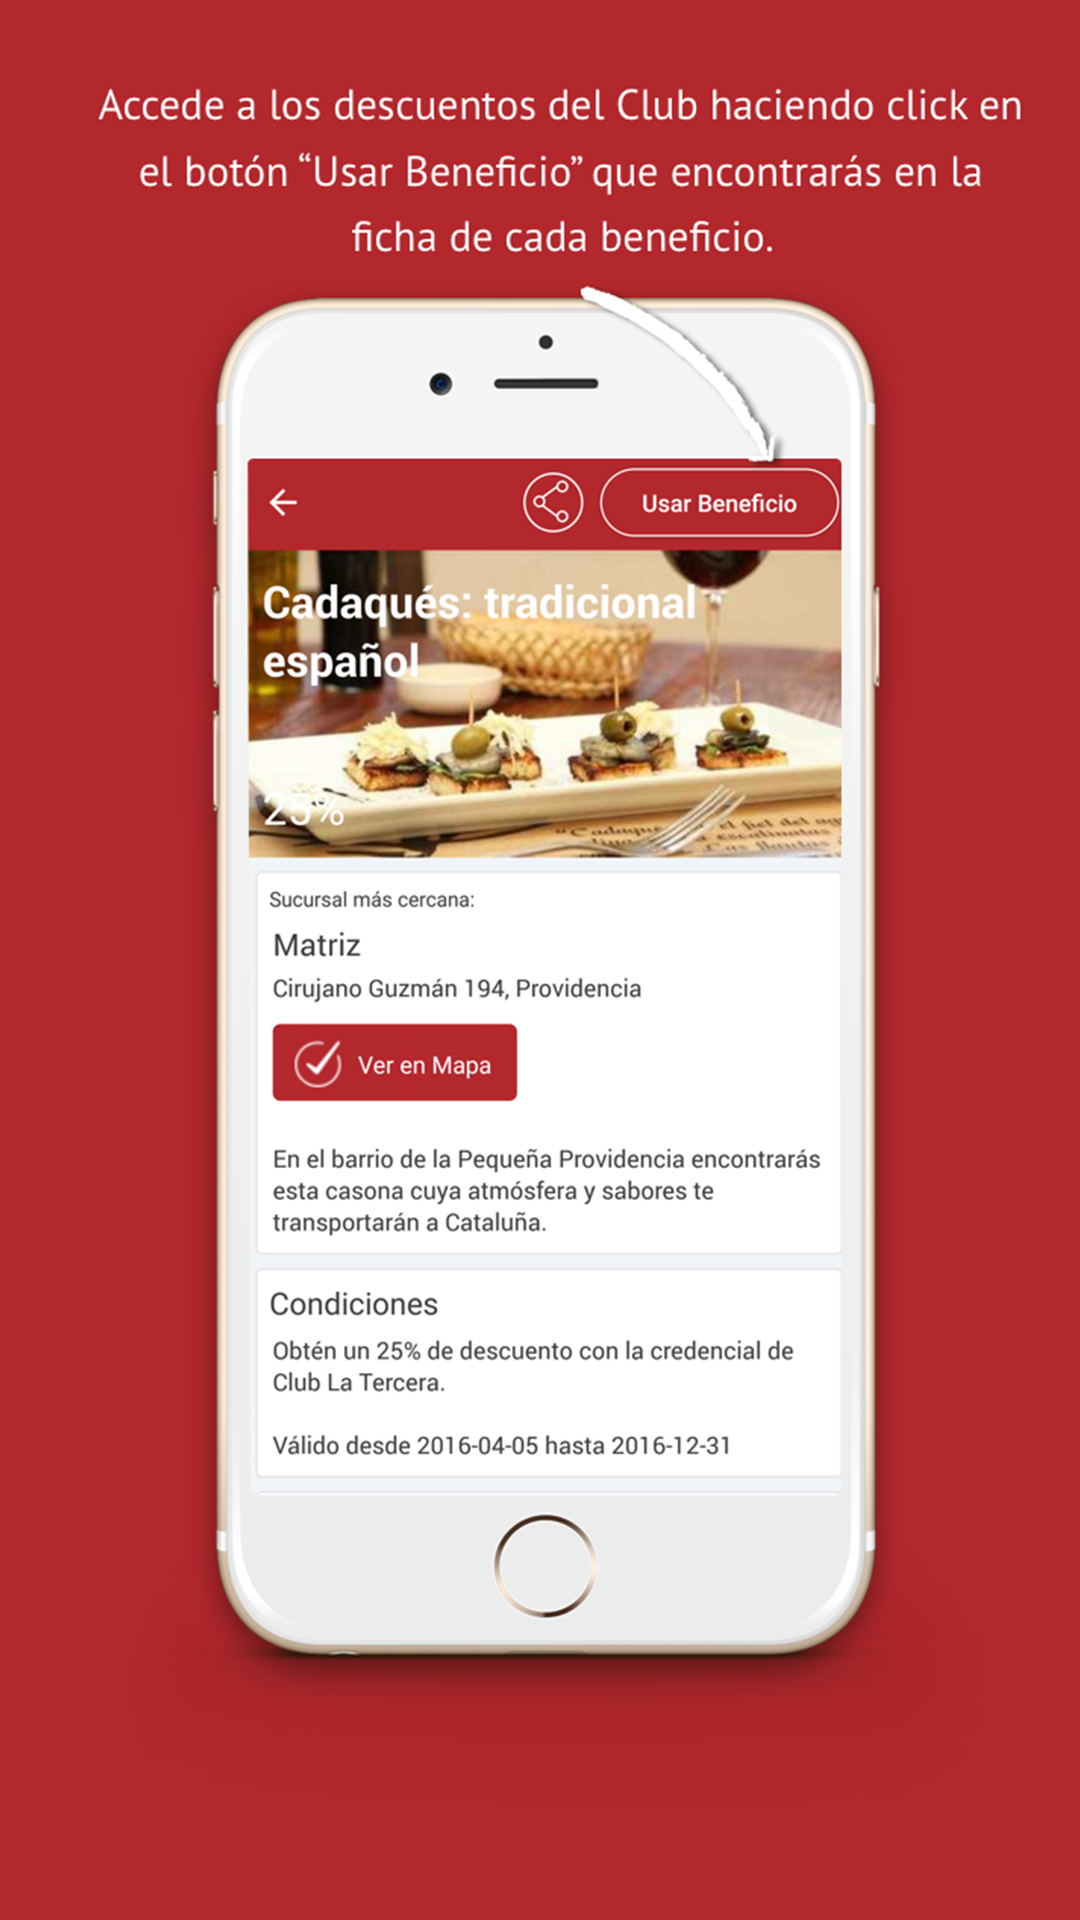 Accede a los descuentos del Club haciendo click en
el botón “Usar Beneficio” que encontrarás en la
ficha de cada beneficio.
Usar Beneficio
Cadaqués: tradicional
español
25%
Sucursal más cercana:
Matriz
Cirujano Guzmán 194, Providencia
Ver en Mapa
En el barrio de la Pequeña Providencia encontrarás
esta casona cuya atmósfera y sabores te
transportarán a Cataluña.
Condiciones
Obtén un 25% de descuento con la credencial de
Club La Tercera.
Válido desde 2016-04-05 hasta 2016-12-31